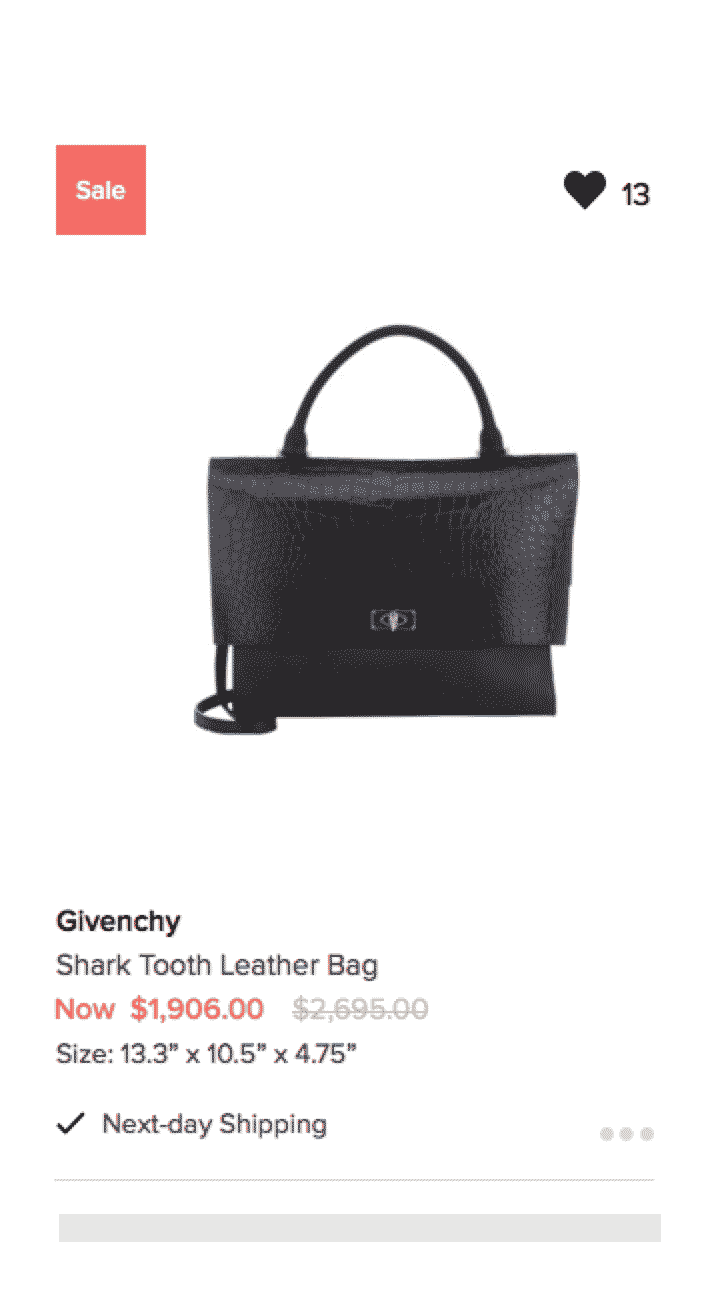 Sale
13
Givenchy
Shark Tooth Leather Bag
Now $1,906.00 $2,695.00
Size: 13.3” x 10.5” x 4.75”
Next-day Shipping